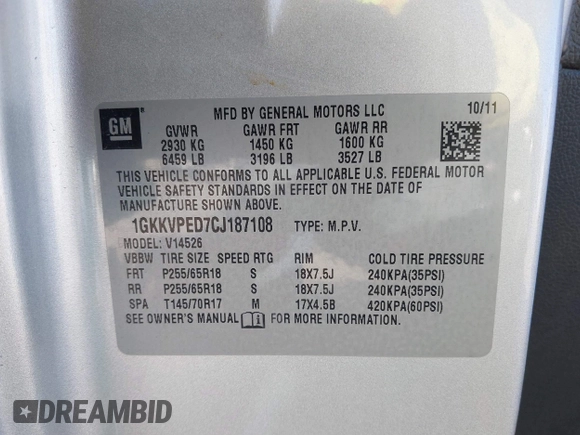 MFD BY GENERAL MOTORS LLC 10/11
GM
GVWR GAWR FRT GAWR RR
2930 KG 1450 KG 1600 KG
6459 LB 3196 LB 3527 LB
THIS VEHICLE CONFORMS TO ALL APPLICABLE U.S. FEDERAL MOTOR
VEHICLE SAFETY STANDARDS IN EFFECT ON THE DATE OF
MANUFACTURE SHOWN ABOVE.
1GKKVPED7CJ187108 TYPE: M.P.V.
MODEL: V14526
VBBW TIRE SIZE SPEED RTG RIM COLD TIRE PRESSURE
FRT P255/65R18 S 18X7.5J 240KPA(35PSI)
RR P255/65R18 S 18X7.5J 240KPA(35PSI)
SPA T145/70R17 M 17X4.5B 420KPA(60PSI)
SEE OWNER'S MANUAL FOR MORE INFORMATION.
DREAMBID